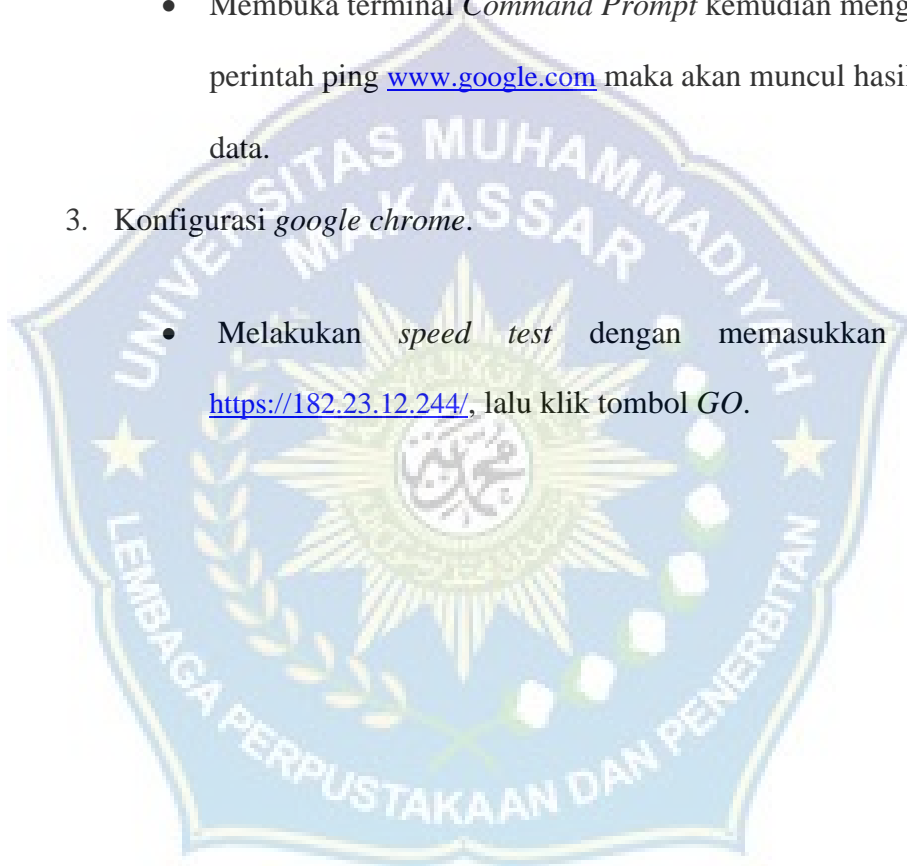 • Membuka terminal Command Prompt kemudian meng
perintah ping www.google.com maka akan muncul hasil
data.
3. Konfigurasi google chrome.
• Melakukan speed test dengan memasukkan
https://182.23.12.244/, lalu klik tombol GO.
UNIVERSITAS MUHAMMADIYAH
MAKASSAR
LEMBAGA PERPUSTAKAAN DAN PENERBITAN